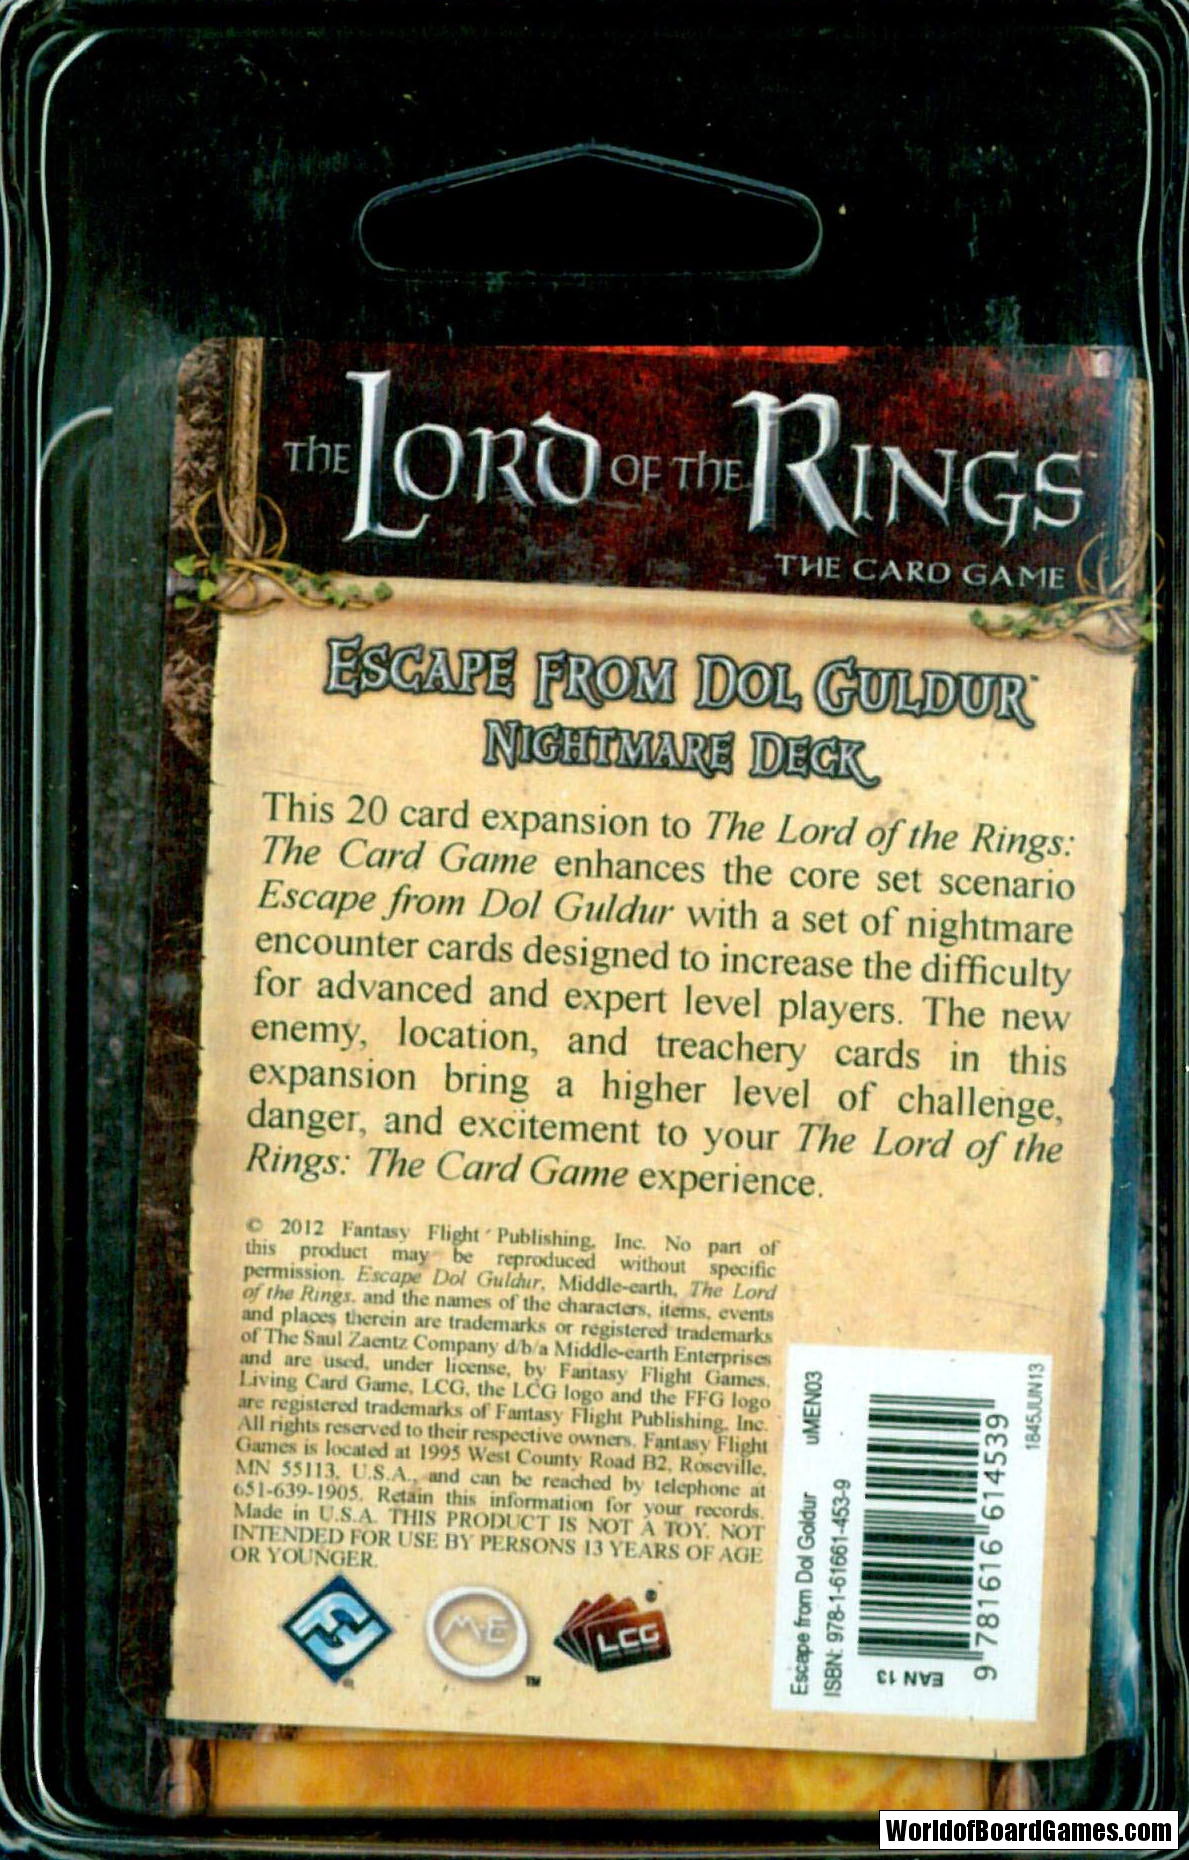 THE LORD OF THE RINGS™
THE CARD GAME
ESCAPE FROM DOL GULDUR™
NIGHTMARE DECK
This 20 card expansion to The Lord of the Rings:
The Card Game enhances the core set scenario
Escape from Dol Guldur with a set of nightmare
encounter cards designed to increase the difficulty
for advanced and expert level players. The new
enemy, location, and treachery cards in this
expansion bring a higher level of challenge,
danger, and excitement to your The Lord of the
Rings: The Card Game experience.
© 2012 Fantasy Flight Publishing, Inc. No part of
this product may be reproduced without specific
permission. Escape Dol Guldur, Middle-earth, The Lord
of the Rings, and the names of the characters, items, events
and places therein are trademarks or registered trademarks
of The Saul Zaentz Company d/b/a Middle-earth Enterprises
and are used, under license, by Fantasy Flight Games.
Living Card Game, LCG, the LCG logo and the FFG logo
are registered trademarks of Fantasy Flight Publishing, Inc.
All rights reserved to their respective owners. Fantasy Flight
Games is located at 1995 West County Road B2, Roseville,
MN 55113, U.S.A., and can be reached by telephone at
651-639-1905. Retain this information for your records.
Made in U.S.A. THIS PRODUCT IS NOT A TOY. NOT
INTENDED FOR USE BY PERSONS 13 YEARS OF AGE
OR YOUNGER.
M-E™
LCG®
Escape from Dol Goldur uMEN03
ISBN: 978-1-61661-453-9
EAN 13
9 781616 614539
1845JUN13
WorldofBoardGames.com